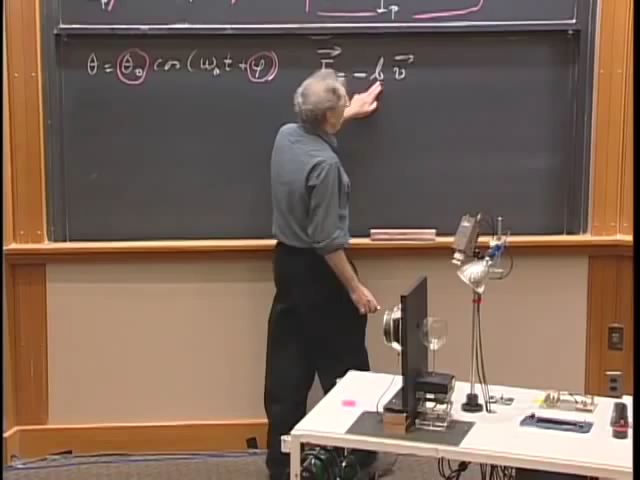 θ = θ₀ cos(ω₀t + φ) F = -b v